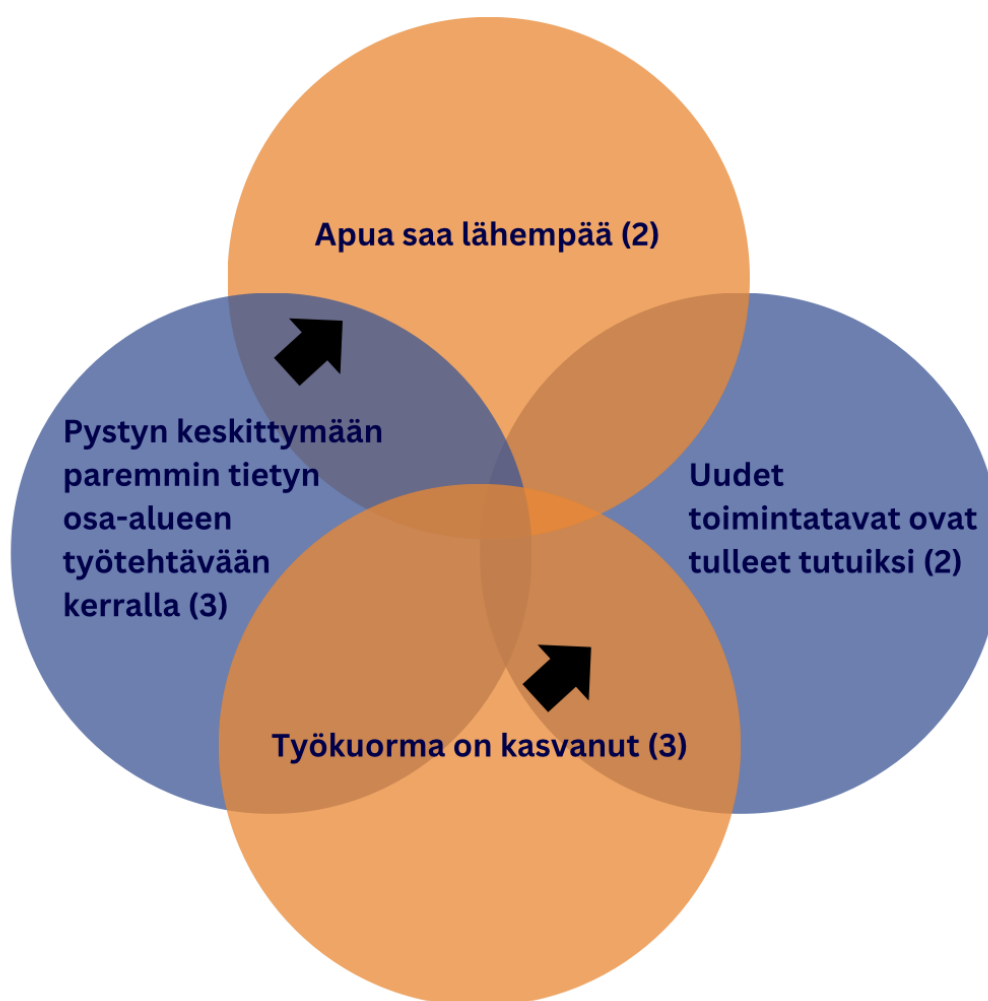 Apua saa lähempää (2)
Pystyn keskittymään
paremmin tietyn
osa-alueen
työtehtävään
kerralla (3)
Uudet
toimintatavat ovat
tulleet tutuiksi (2)
Työkuorma on kasvanut (3)